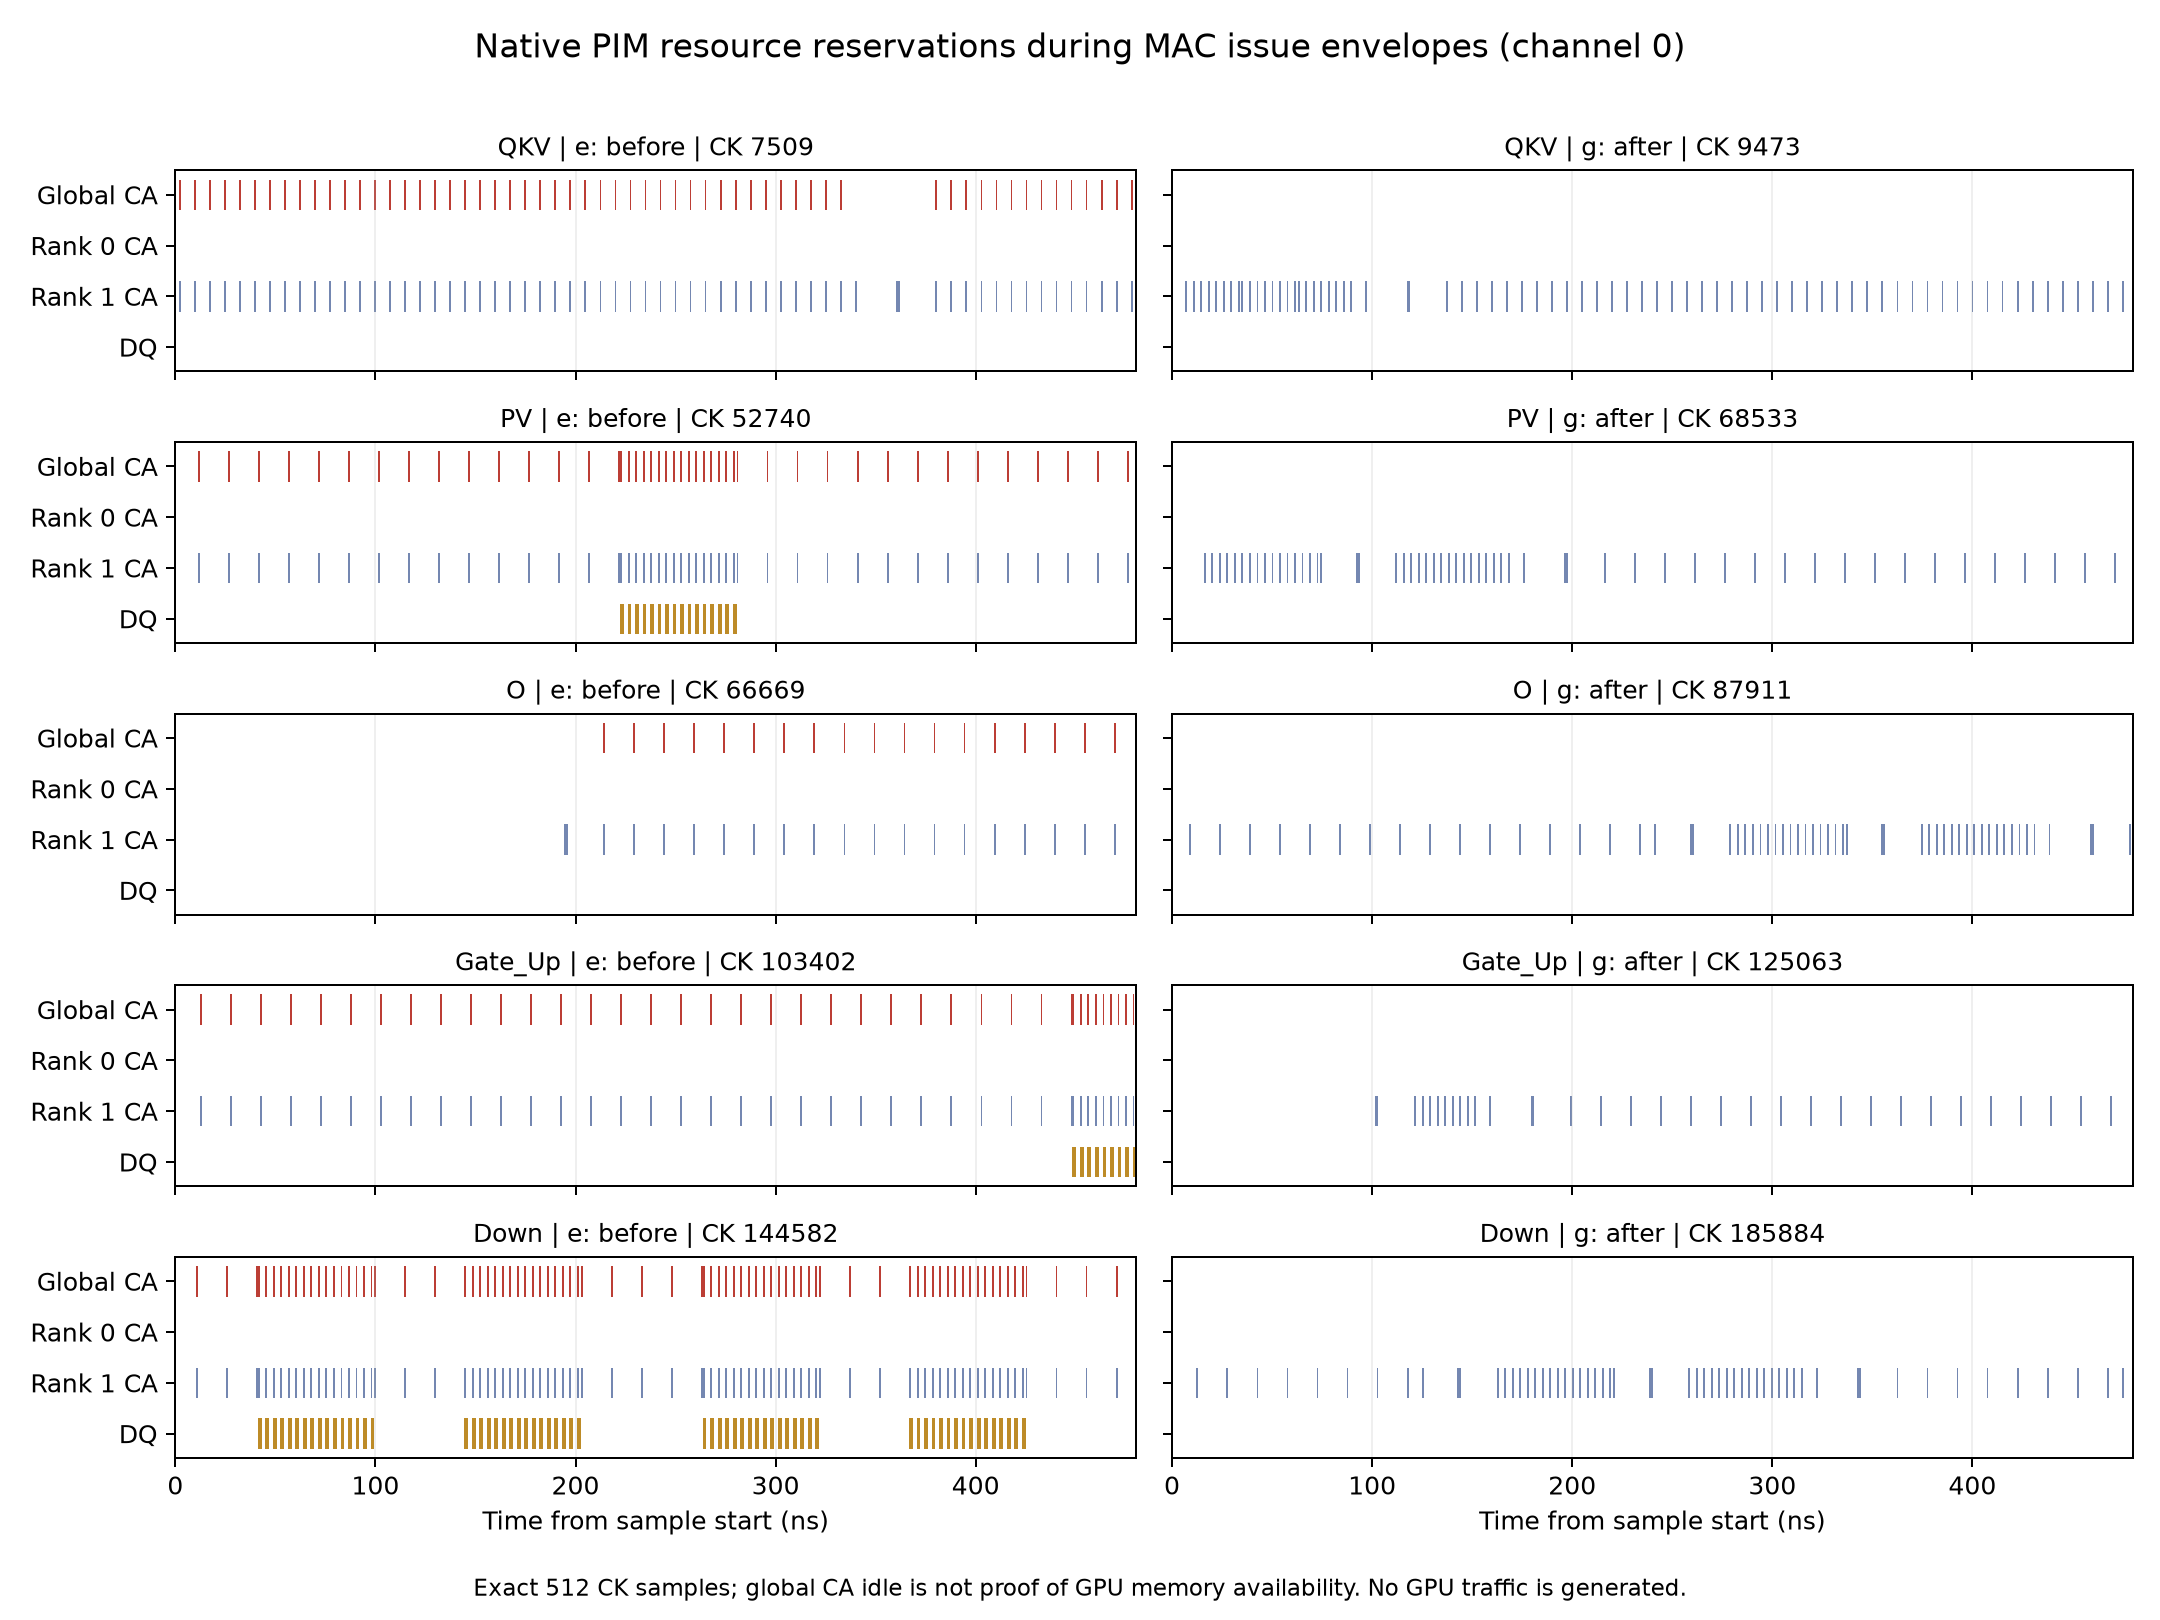 Native PIM resource reservations during MAC issue envelopes (channel 0)
QKV | e: before | CK 7509
Global CA
Rank 0 CA
Rank 1 CA
DQ
QKV | g: after | CK 9473
PV | e: before | CK 52740
Global CA
Rank 0 CA
Rank 1 CA
DQ
PV | g: after | CK 68533
O | e: before | CK 66669
Global CA
Rank 0 CA
Rank 1 CA
DQ
O | g: after | CK 87911
Gate_Up | e: before | CK 103402
Global CA
Rank 0 CA
Rank 1 CA
DQ
Gate_Up | g: after | CK 125063
Down | e: before | CK 144582
Global CA
Rank 0 CA
Rank 1 CA
DQ
0 100 200 300 400
Time from sample start (ns)
Down | g: after | CK 185884
0 100 200 300 400
Time from sample start (ns)
Exact 512 CK samples; global CA idle is not proof of GPU memory availability. No GPU traffic is generated.